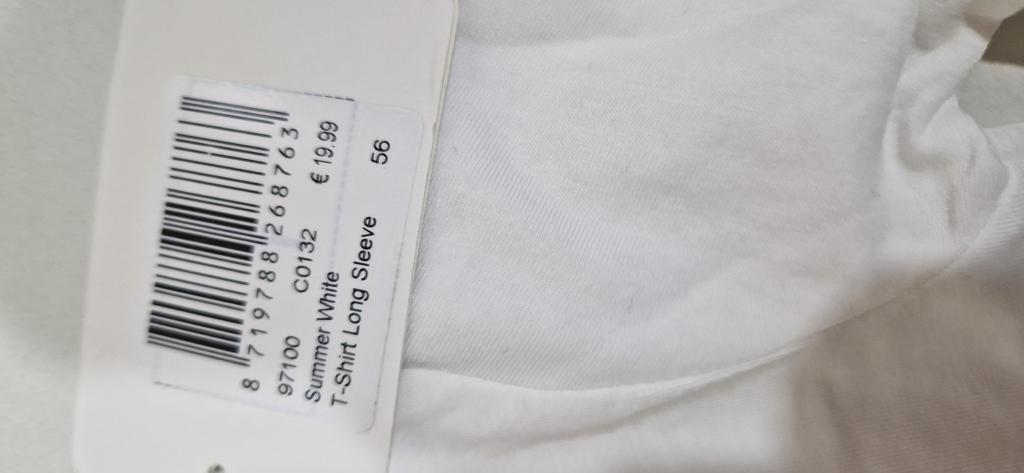 8 719788 268763
97100 C0132 € 19.99
Summer White
T-Shirt Long Sleeve 56